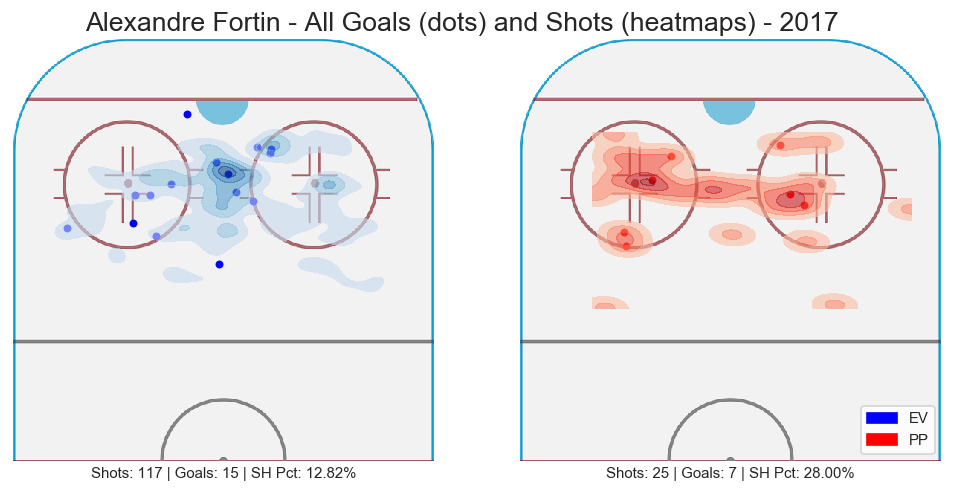 Alexandre Fortin - All Goals (dots) and Shots (heatmaps) - 2017
EV
PP
Shots: 117 | Goals: 15 | SH Pct: 12.82%
Shots: 25 | Goals: 7 | SH Pct: 28.00%